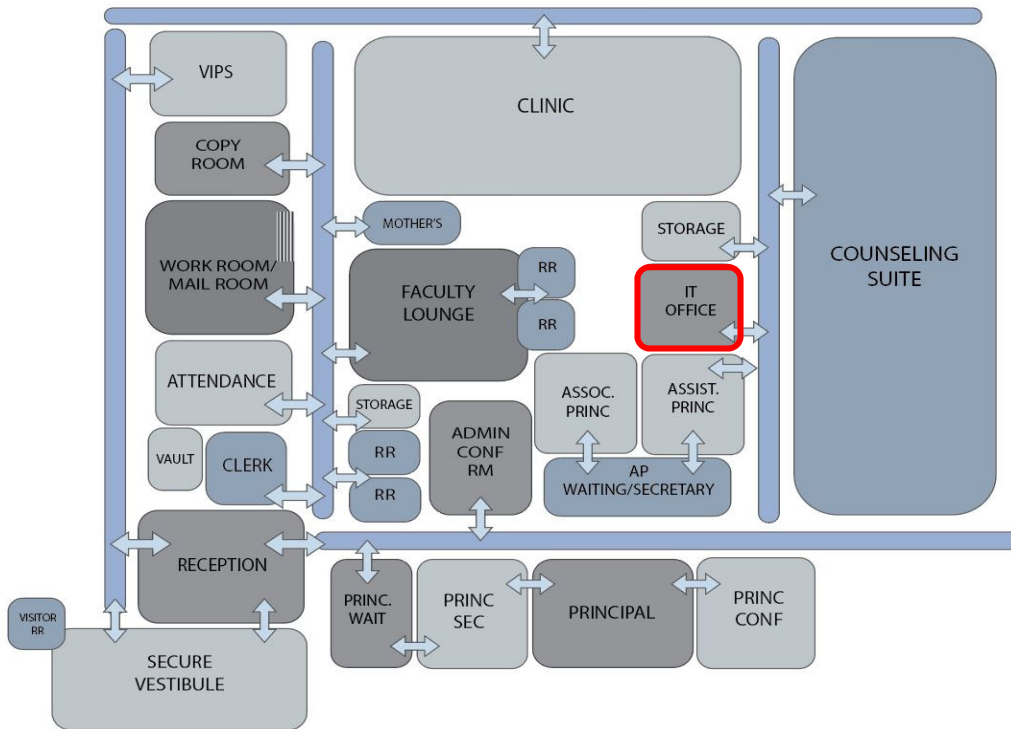 VIPS
CLINIC
COPY
ROOM
MOTHER'S
STORAGE
COUNSELING
SUITE
WORK ROOM/
MAIL ROOM
FACULTY
LOUNGE
RR
RR
IT
OFFICE
ATTENDANCE
STORAGE
ASSOC.
PRINC
ASSIST.
PRINC
VAULT
CLERK
RR
RR
ADMIN
CONF
RM
AP
WAITING/SECRETARY
RECEPTION
PRINC.
WAIT
PRINC
SEC
PRINCIPAL
PRINC
CONF
VISITOR
RR
SECURE
VESTIBULE